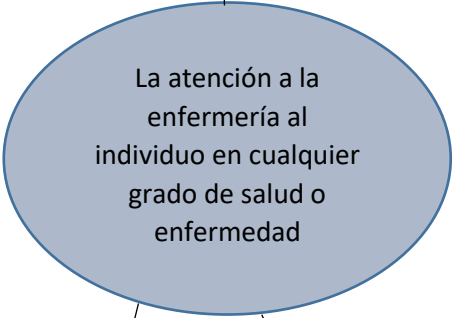 La atención a la
enfermería al
individuo en cualquier
grado de salud o
enfermedad